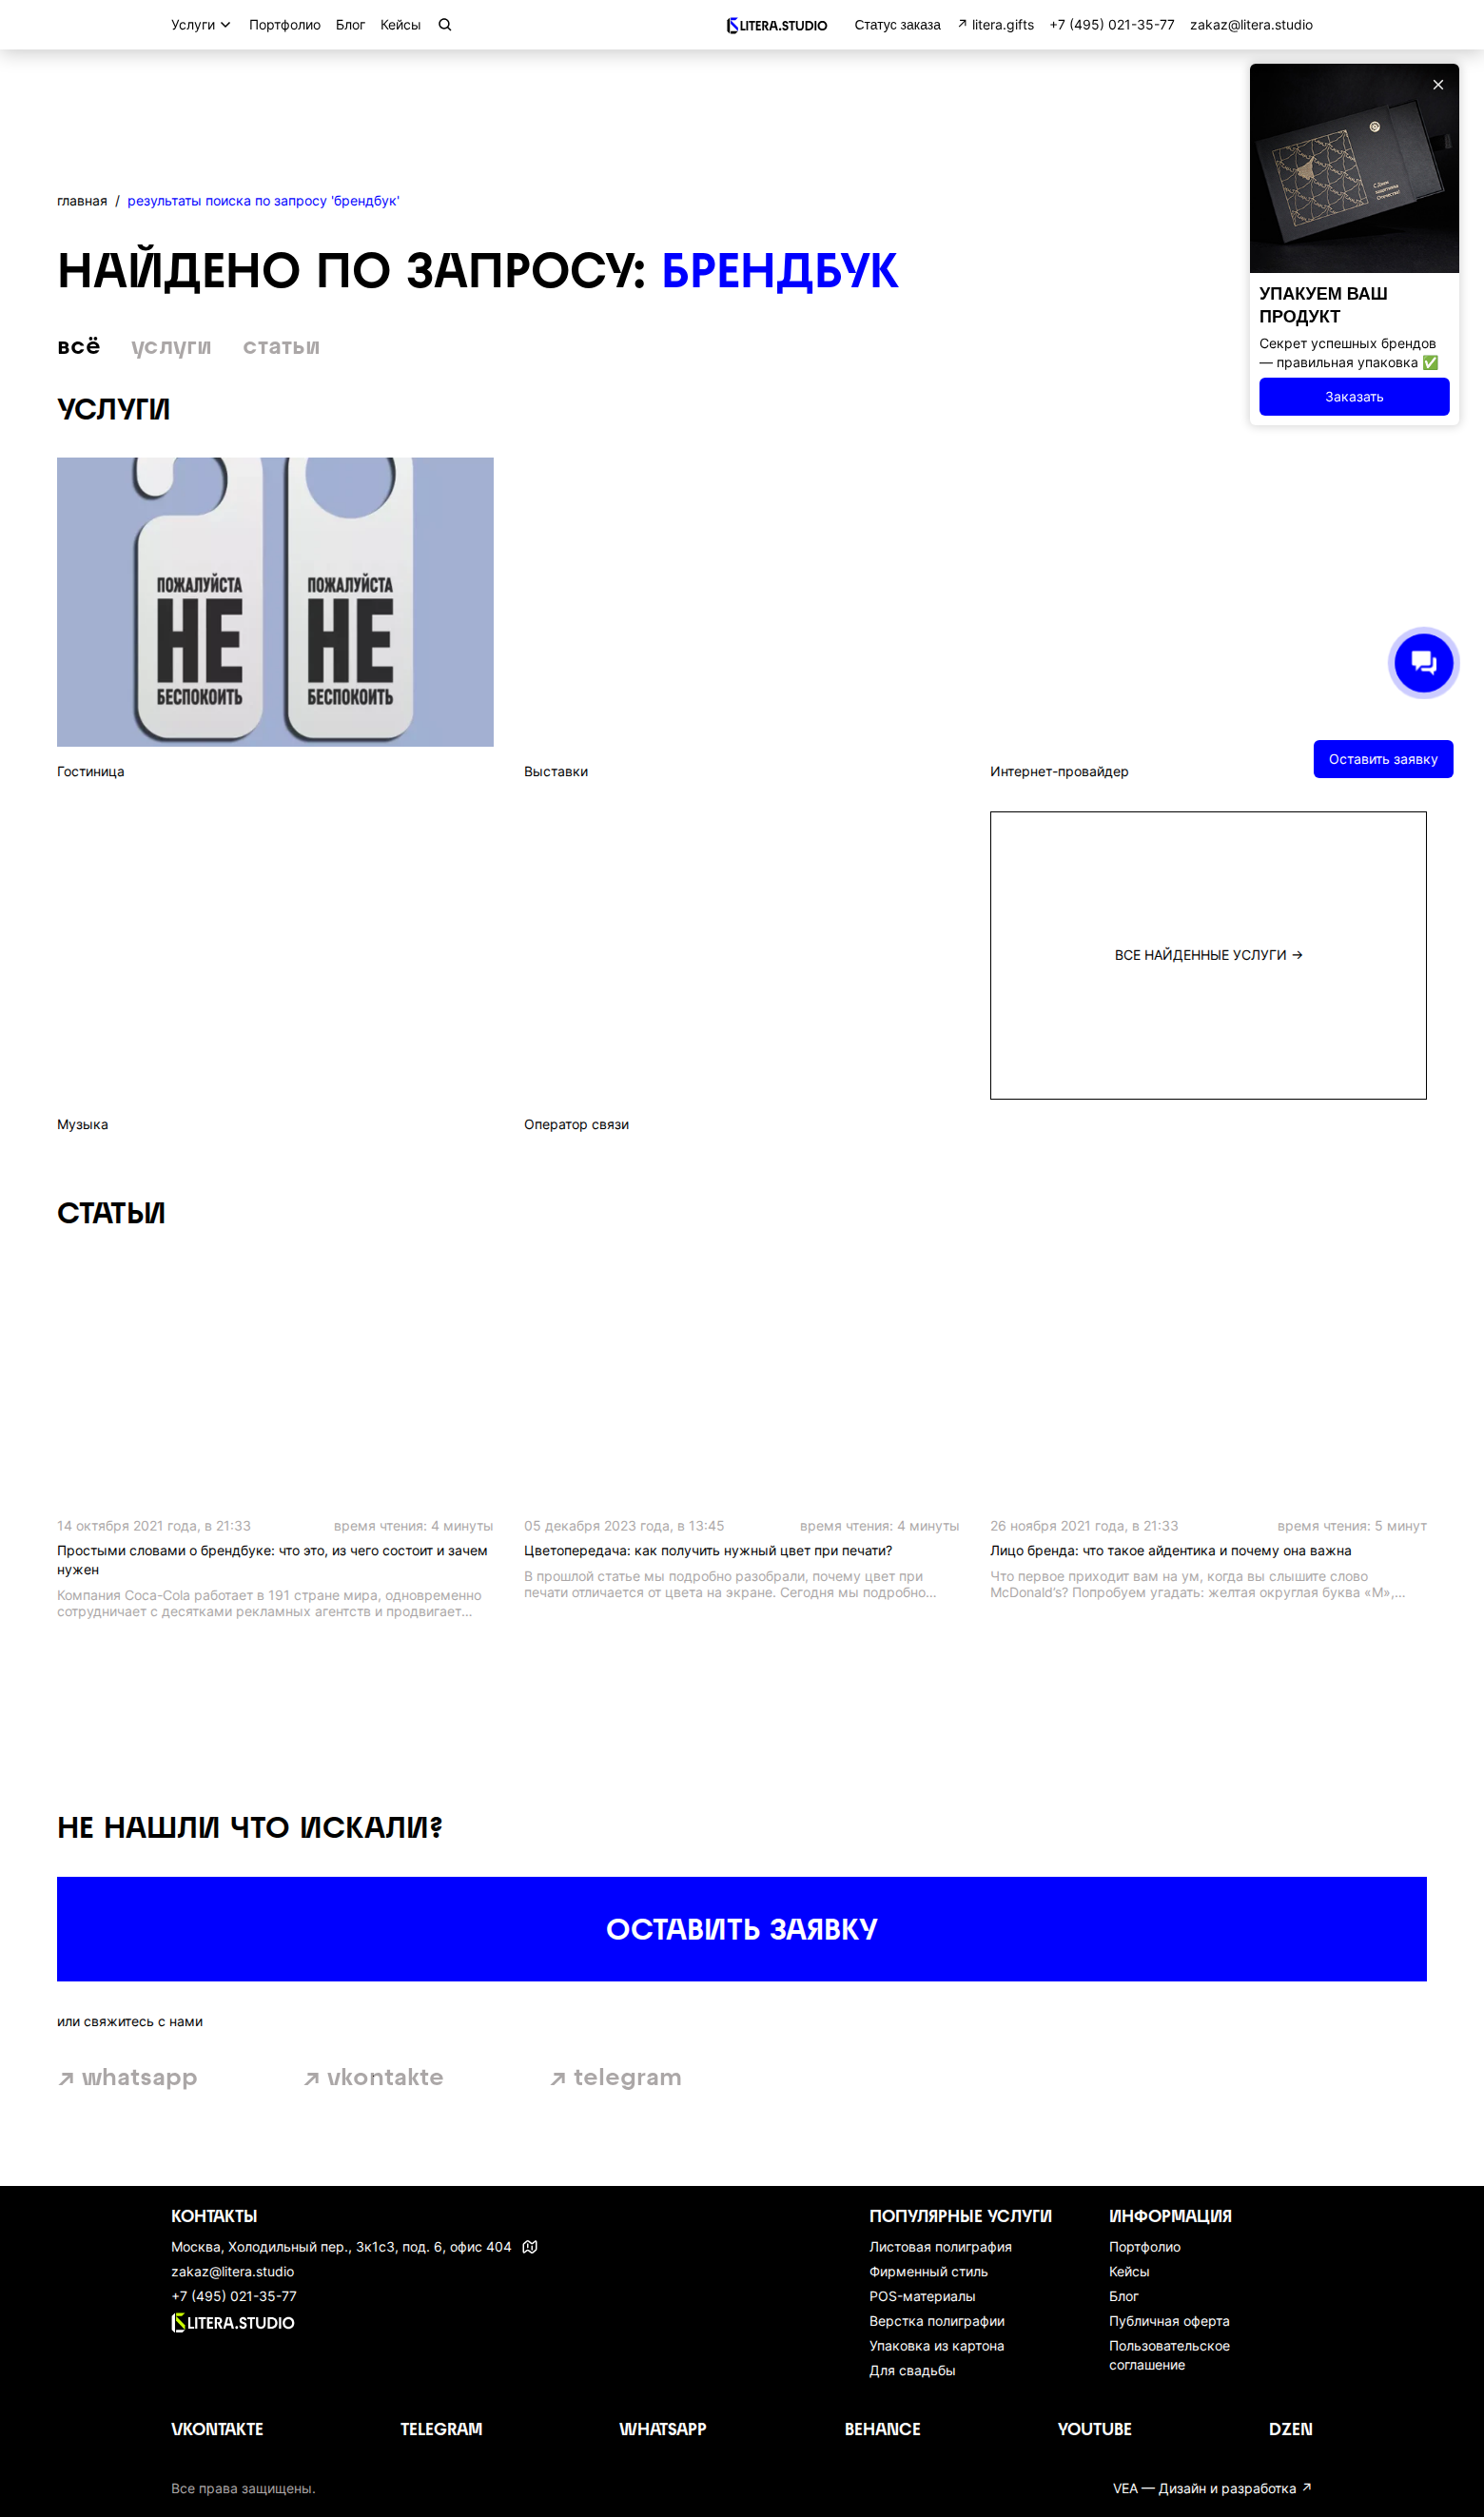 Услуги Портфолио Блог Кейсы LITERA.STUDIO Статус заказа ↗ litera.gifts +7 (495) 021-35-77 zakaz@litera.studio
главная / результаты поиска по запросу 'брендбук'
НАЙДЕНО ПО ЗАПРОСУ: БРЕНДБУК
всё услуги статьи
С Днем
защитника
Отечества!
УПАКУЕМ ВАШ
ПРОДУКТ
Секрет успешных брендов
— правильная упаковка ✅
Заказать
УСЛУГИ
ПОЖАЛУЙСТА ПОЖАЛУЙСТА
НЕ НЕ
БЕСПОКОИТЬ БЕСПОКОИТЬ
Гостиница Выставки Интернет-провайдер
Оставить заявку
ВСЕ НАЙДЕННЫЕ УСЛУГИ →
Музыка Оператор связи
СТАТЬИ
14 октября 2021 года, в 21:33 время чтения: 4 минуты
Простыми словами о брендбуке: что это, из чего состоит и зачем
нужен
Компания Coca-Cola работает в 191 стране мира, одновременно
сотрудничает с десятками рекламных агентств и продвигает...
05 декабря 2023 года, в 13:45 время чтения: 4 минуты
Цветопередача: как получить нужный цвет при печати?
В прошлой статье мы подробно разобрали, почему цвет при
печати отличается от цвета на экране. Сегодня мы подробно...
26 ноября 2021 года, в 21:33 время чтения: 5 минут
Лицо бренда: что такое айдентика и почему она важна
Что первое приходит вам на ум, когда вы слышите слово
McDonald’s? Попробуем угадать: желтая округлая буква «М»,...
НЕ НАШЛИ ЧТО ИСКАЛИ?
ОСТАВИТЬ ЗАЯВКУ
или свяжитесь с нами
↗ whatsapp ↗ vkontakte ↗ telegram
КОНТАКТЫ
Москва, Холодильный пер., 3к1с3, под. 6, офис 404
zakaz@litera.studio
+7 (495) 021-35-77
LITERA.STUDIO
ПОПУЛЯРНЫЕ УСЛУГИ
Листовая полиграфия
Фирменный стиль
POS-материалы
Верстка полиграфии
Упаковка из картона
Для свадьбы
ИНФОРМАЦИЯ
Портфолио
Кейсы
Блог
Публичная оферта
Пользовательское
соглашение
VKONTAKTE TELEGRAM WHATSAPP BEHANCE YOUTUBE DZEN
Все права защищены. VEA — Дизайн и разработка ↗